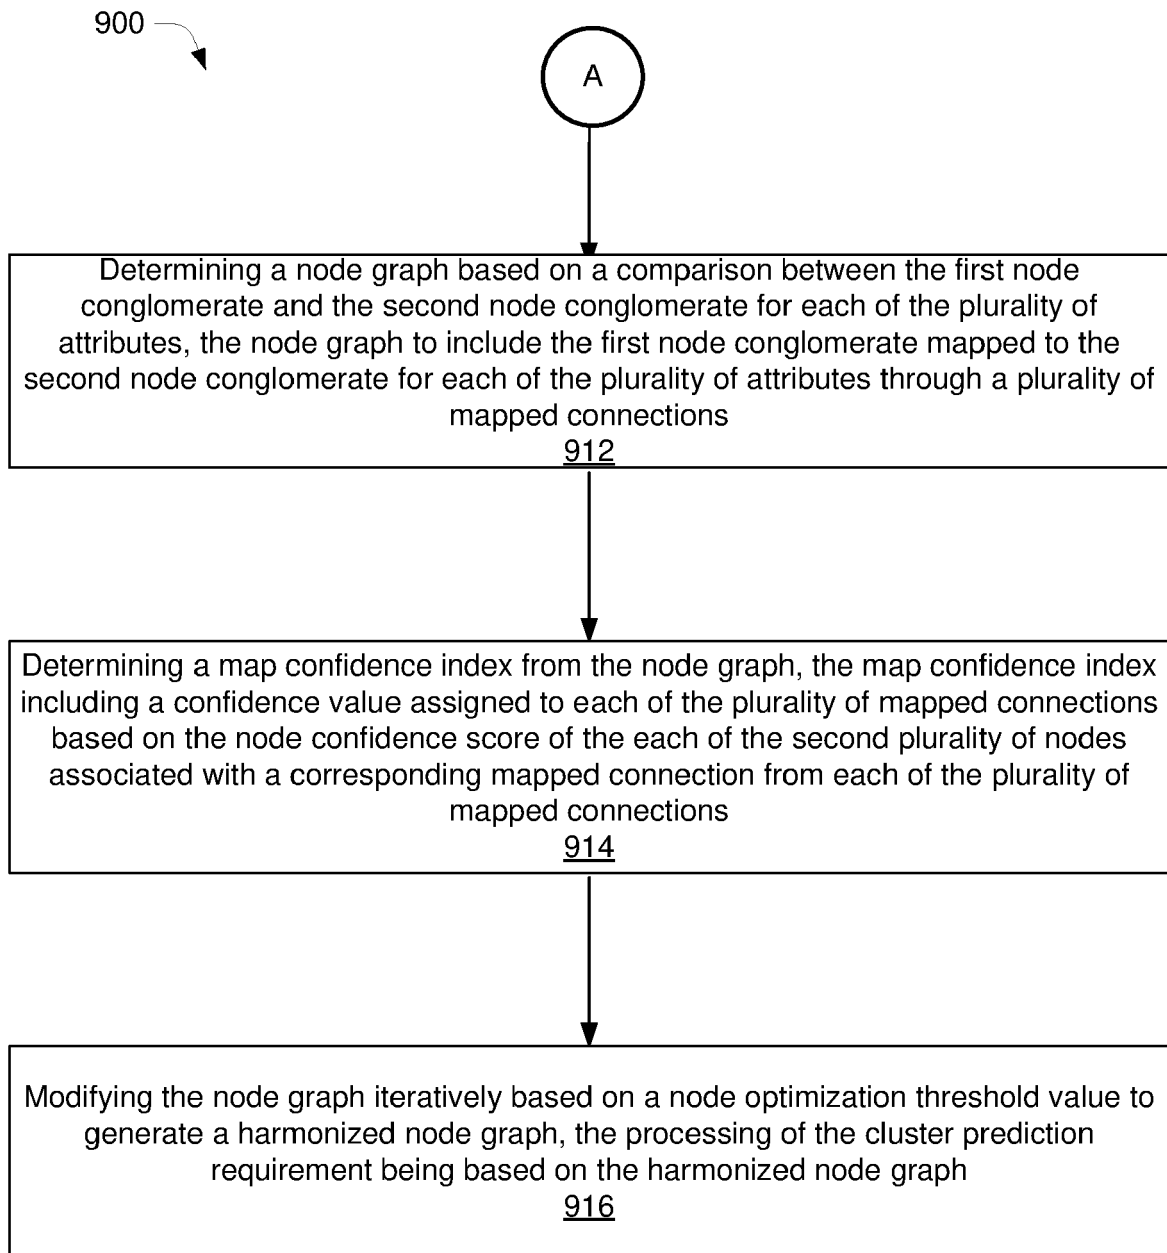 900
A
Determining a node graph based on a comparison between the first node
conglomerate and the second node conglomerate for each of the plurality of
attributes, the node graph to include the first node conglomerate mapped to the
second node conglomerate for each of the plurality of attributes through a plurality of
mapped connections
912
Determining a map confidence index from the node graph, the map confidence index
including a confidence value assigned to each of the plurality of mapped connections
based on the node confidence score of the each of the second plurality of nodes
associated with a corresponding mapped connection from each of the plurality of
mapped connections
914
Modifying the node graph iteratively based on a node optimization threshold value to
generate a harmonized node graph, the processing of the cluster prediction
requirement being based on the harmonized node graph
916